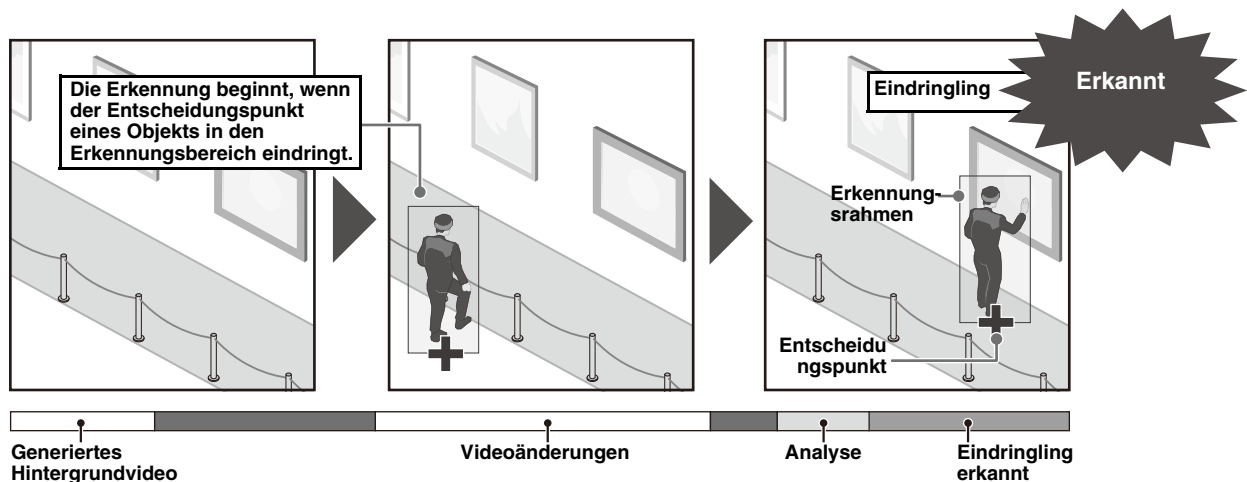 Die Erkennung beginnt, wenn
der Entscheidungspunkt
eines Objekts in den
Erkennungsbereich eindringt.
Eindringling
Erkannt
Erkennung-
srahmen
Entscheidu
ngspunkt
Generiertes
Hintergrundvideo
Videoänderungen
Analyse
Eindringling
erkannt